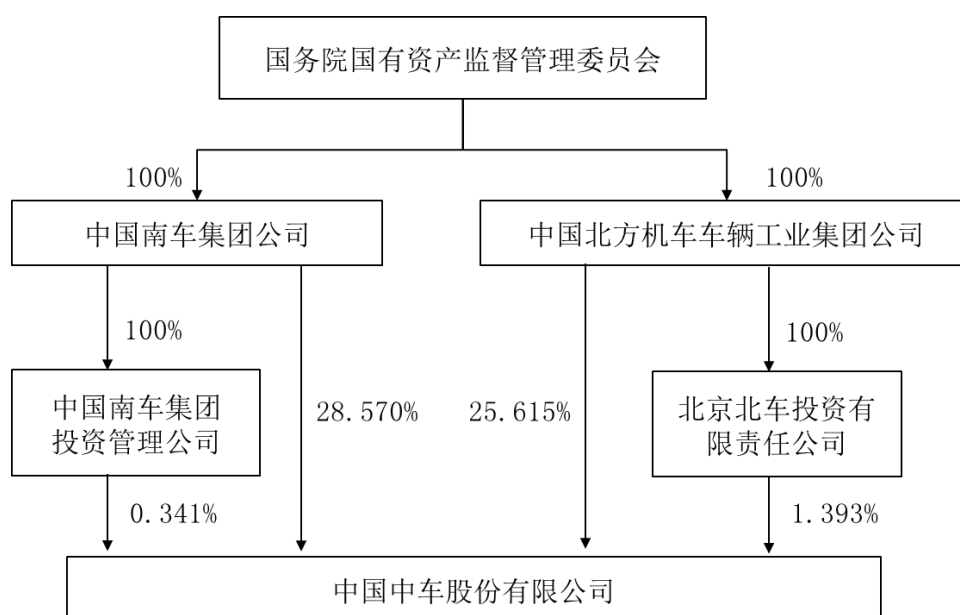 国务院国有资产监督管理委员会
100%
100%
中国南车集团公司
中国北方机车车辆工业集团公司
100%
100%
中国南车集团
投资管理公司
28.570%
25.615%
北京北车投资有
限责任公司
0.341%
1.393%
中国中车股份有限公司